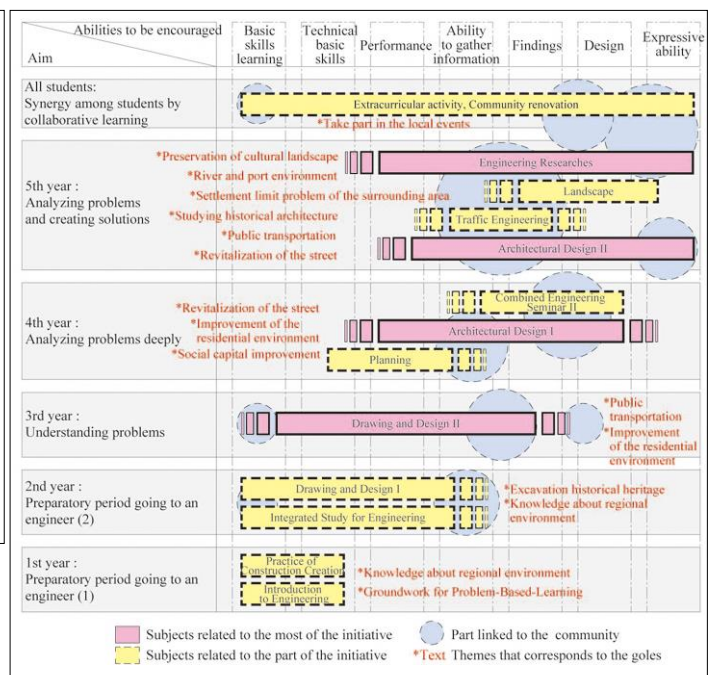 Abilities to be encouraged
Aim
Basic
skills
learning
Technical
basic
skills
Performance
Ability
to gather
information
Findings
Design
Expressive
ability
All students:
Synergy among students by
collaborative learning
Extracurricular activity, Community renovation
*Take part in the local events
5th year :
Analyzing problems
and creating solutions
*Preservation of cultural landscape
*River and port environment
*Settlement limit problem of the surrounding area
*Studying historical architecture
*Public transportation
*Revitalization of the street
Engineering Researches
Landscape
Traffic Engineering
Architectural Design II
4th year :
Analyzing problems deeply
*Revitalization of the street
*Improvement of the
residential environment
*Social capital improvement
Combined Engineering
Seminar II
Architectural Design I
Planning
3rd year :
Understanding problems
Drawing and Design II
*Public
transportation
*Improvement
of the residential
environment
2nd year :
Preparatory period going to an
engineer (2)
Drawing and Design I
Integrated Study for Engineering
*Excavation historical heritage
*Knowledge about regional
environment
1st year :
Preparatory period going to an
engineer (1)
Practice of
Construction Creation
Introduction
to Engineering
*Knowledge about regional environment
*Groundwork for Problem-Based-Learning
Subjects related to the most of the initiative
Part linked to the community
Subjects related to the part of the initiative
*Text Themes that corresponds to the goles